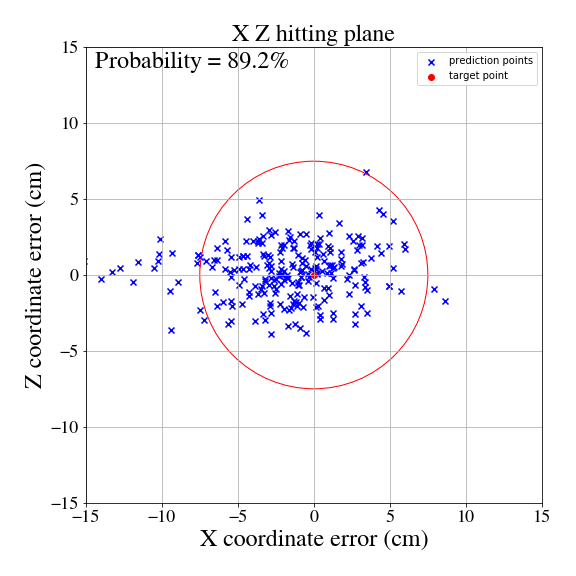 X Z hitting plane
Probability = 89.2%
prediction points
target point
15
10
5
0
−5
−10
−15
Z coordinate error (cm)
−15 −10 −5 0 5 10 15
X coordinate error (cm)